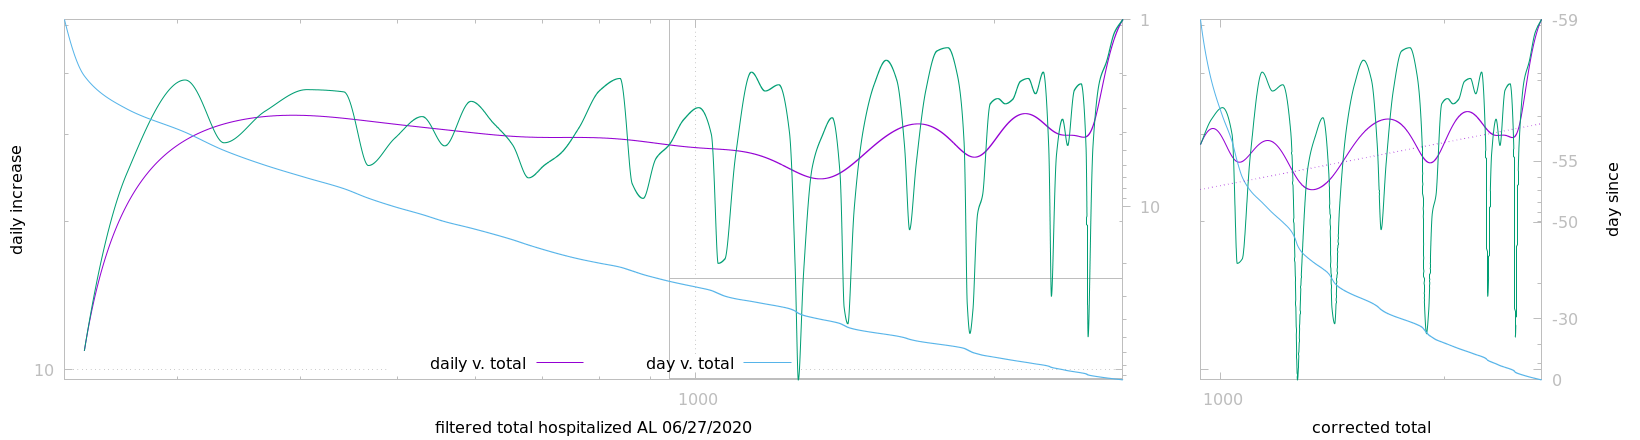 daily increase
10
daily v. total
day v. total
1000
filtered total hospitalized AL 06/27/2020
1
10
1000
corrected total
-59
-55
-50
-30
0
day since